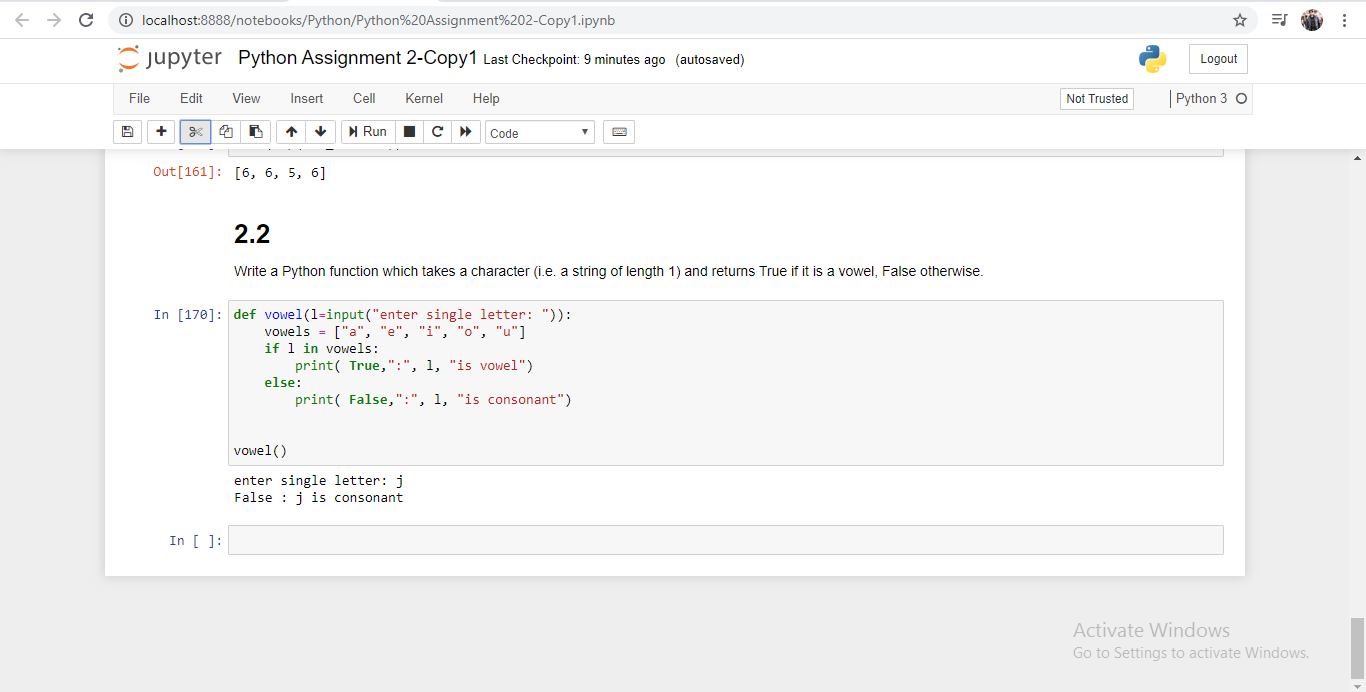 localhost:8888/notebooks/Python/Python%20Assignment%202-Copy1.ipynb
jupyter Python Assignment 2-Copy1 Last Checkpoint: 9 minutes ago (autosaved) Logout
File Edit View Insert Cell Kernel Help Not Trusted Python 3
Run Code
Out[161]: [6, 6, 5, 6]
2.2
Write a Python function which takes a character (i.e. a string of length 1) and returns True if it is a vowel, False otherwise.
In [170]: def vowel(l=input("enter single letter: ")):
    vowels = ["a", "e", "i", "o", "u"]
    if l in vowels:
        print( True,":", l, "is vowel")
    else:
        print( False,":", l, "is consonant")
vowel()
enter single letter: j
False : j is consonant
In [ ]:
Activate Windows
Go to Settings to activate Windows.